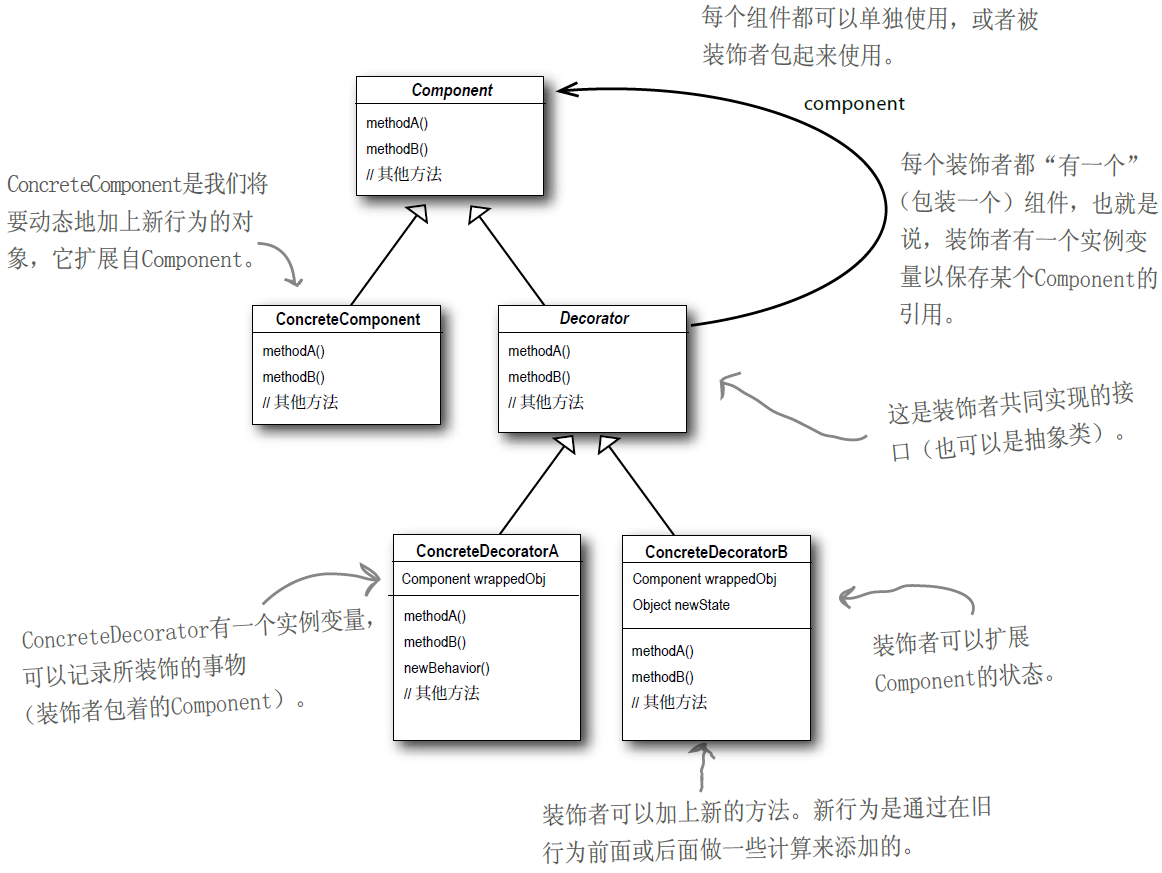 每个组件都可以单独使用，或者被
装饰者包起来使用。
Component
methodA()
methodB()
// 其他方法
component
ConcreteComponent是我们将
要动态地加上新行为的对
象，它扩展自Component。
每个装饰者都“有一个”
（包装一个）组件，也就是
说，装饰者有一个实例变
量以保存某个Component的
引用。
ConcreteComponent
methodA()
methodB()
// 其他方法
Decorator
methodA()
methodB()
// 其他方法
这是装饰者共同实现的接
口（也可以是抽象类）。
ConcreteDecoratorA
Component wrappedObj
methodA()
methodB()
newBehavior()
// 其他方法
ConcreteDecoratorB
Component wrappedObj
Object newState
methodA()
methodB()
// 其他方法
ConcreteDecorator有一个实例变量，
可以记录所装饰的事物
（装饰者包着的Component）。
装饰者可以扩展
Component的状态。
装饰者可以加上新的方法。新行为是通过在旧
行为前面或后面做一些计算来添加的。